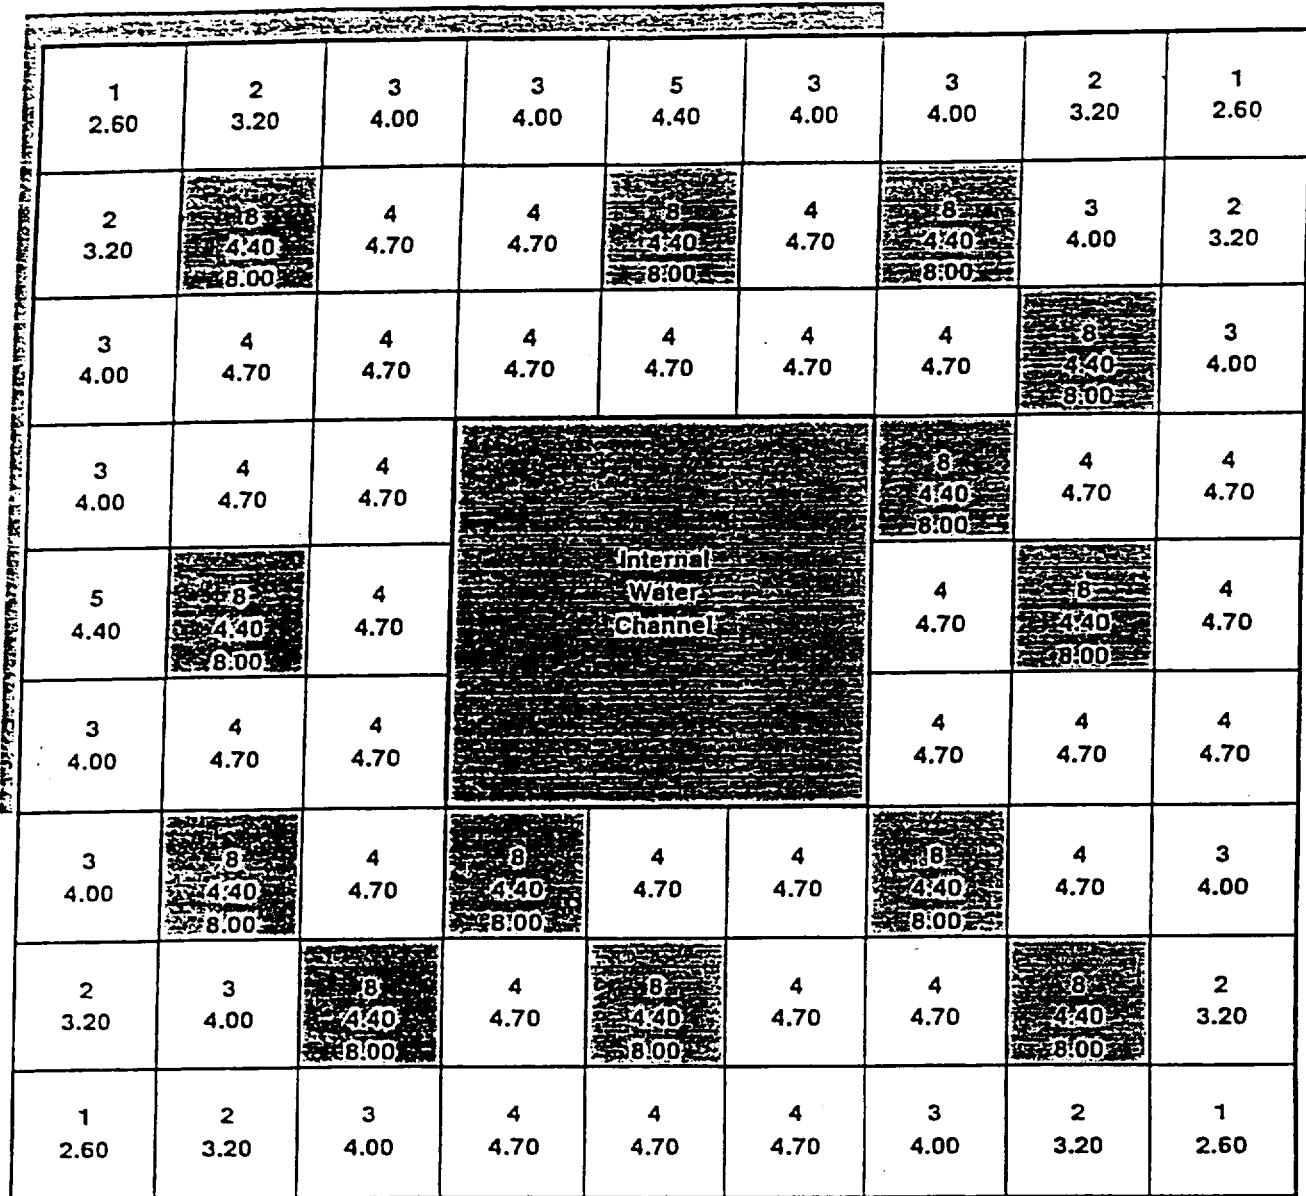 1 2 3 3 5 3 3 2 1
2.60 3.20 4.00 4.00 4.40 4.00 4.00 3.20 2.60
2 8 4 4 8 4 8 3 2
3.20 4.40 4.70 4.70 4.40 4.70 4.40 4.00 3.20
8.00 8.00 8.00
3 4 4 4 4 4 4 8 3
4.00 4.70 4.70 4.70 4.70 4.70 4.70 4.40 4.00
8.00
3 4 4 8 4 4
4.00 4.70 4.70 4.40 4.70 4.70
8.00
Internal
Water
Channel
5 8 4 4 8 4
4.40 4.40 4.70 4.70 4.40 4.70
8.00 8.00
3 4 4 4 4 4
4.00 4.70 4.70 4.70 4.70 4.70
3 8 4 8 4 4 8 4 3
4.00 4.40 4.70 4.40 4.70 4.70 4.40 4.70 4.00
8.00 8.00 8.00
2 3 8 4 8 4 4 8 2
3.20 4.00 4.40 4.70 4.40 4.70 4.70 4.40 3.20
8.00 8.00 8.00
1 2 3 4 4 4 3 2 1
2.60 3.20 4.00 4.70 4.70 4.70 4.00 3.20 2.60